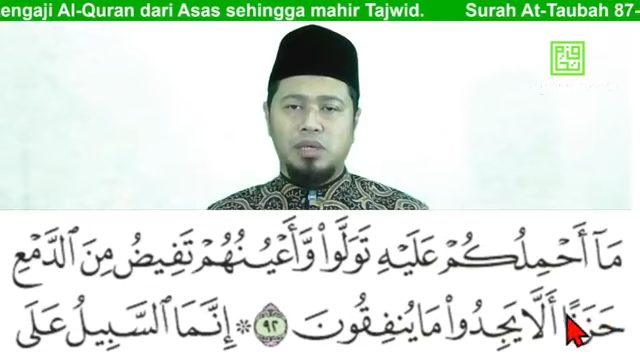 engaji Al-Quran dari Asas sehingga mahir Tajwid. Surah At-Taubah 87-
مَآ أَحۡمِلُكُمۡ عَلَيۡهِ تَوَلَّواْ وَّأَعۡيُنُهُمۡ تَفِيضُ مِنَ ٱلدَّمۡعِ
حَزَنًا أَلَّا يَجِدُواْ مَا يُنفِقُونَ ۝٩٢ ۞ إِنَّمَا ٱلسَّبِيلُ عَلَى